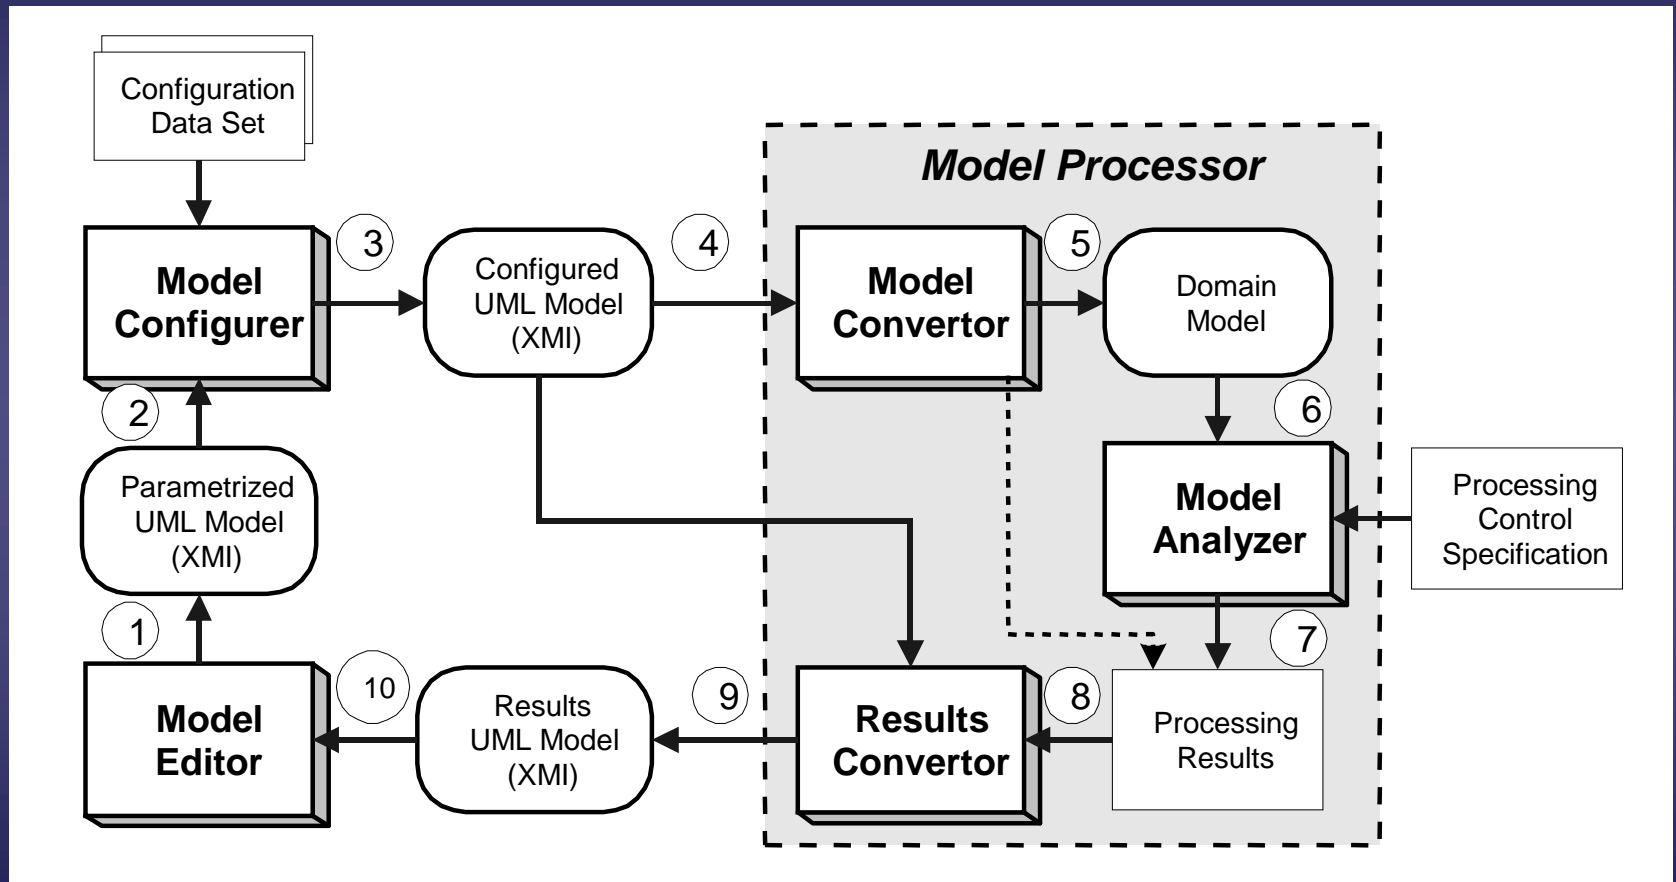 Configuration
Data Set
Model Processor
3
4
5
Model
Configurer
Configured
UML Model
(XMI)
Model
Convertor
Domain
Model
2
6
Parametrized
UML Model
(XMI)
Model
Analyzer
Processing
Control
Specification
1
7
10
9
8
Model
Editor
Results
UML Model
(XMI)
Results
Convertor
Processing
Results